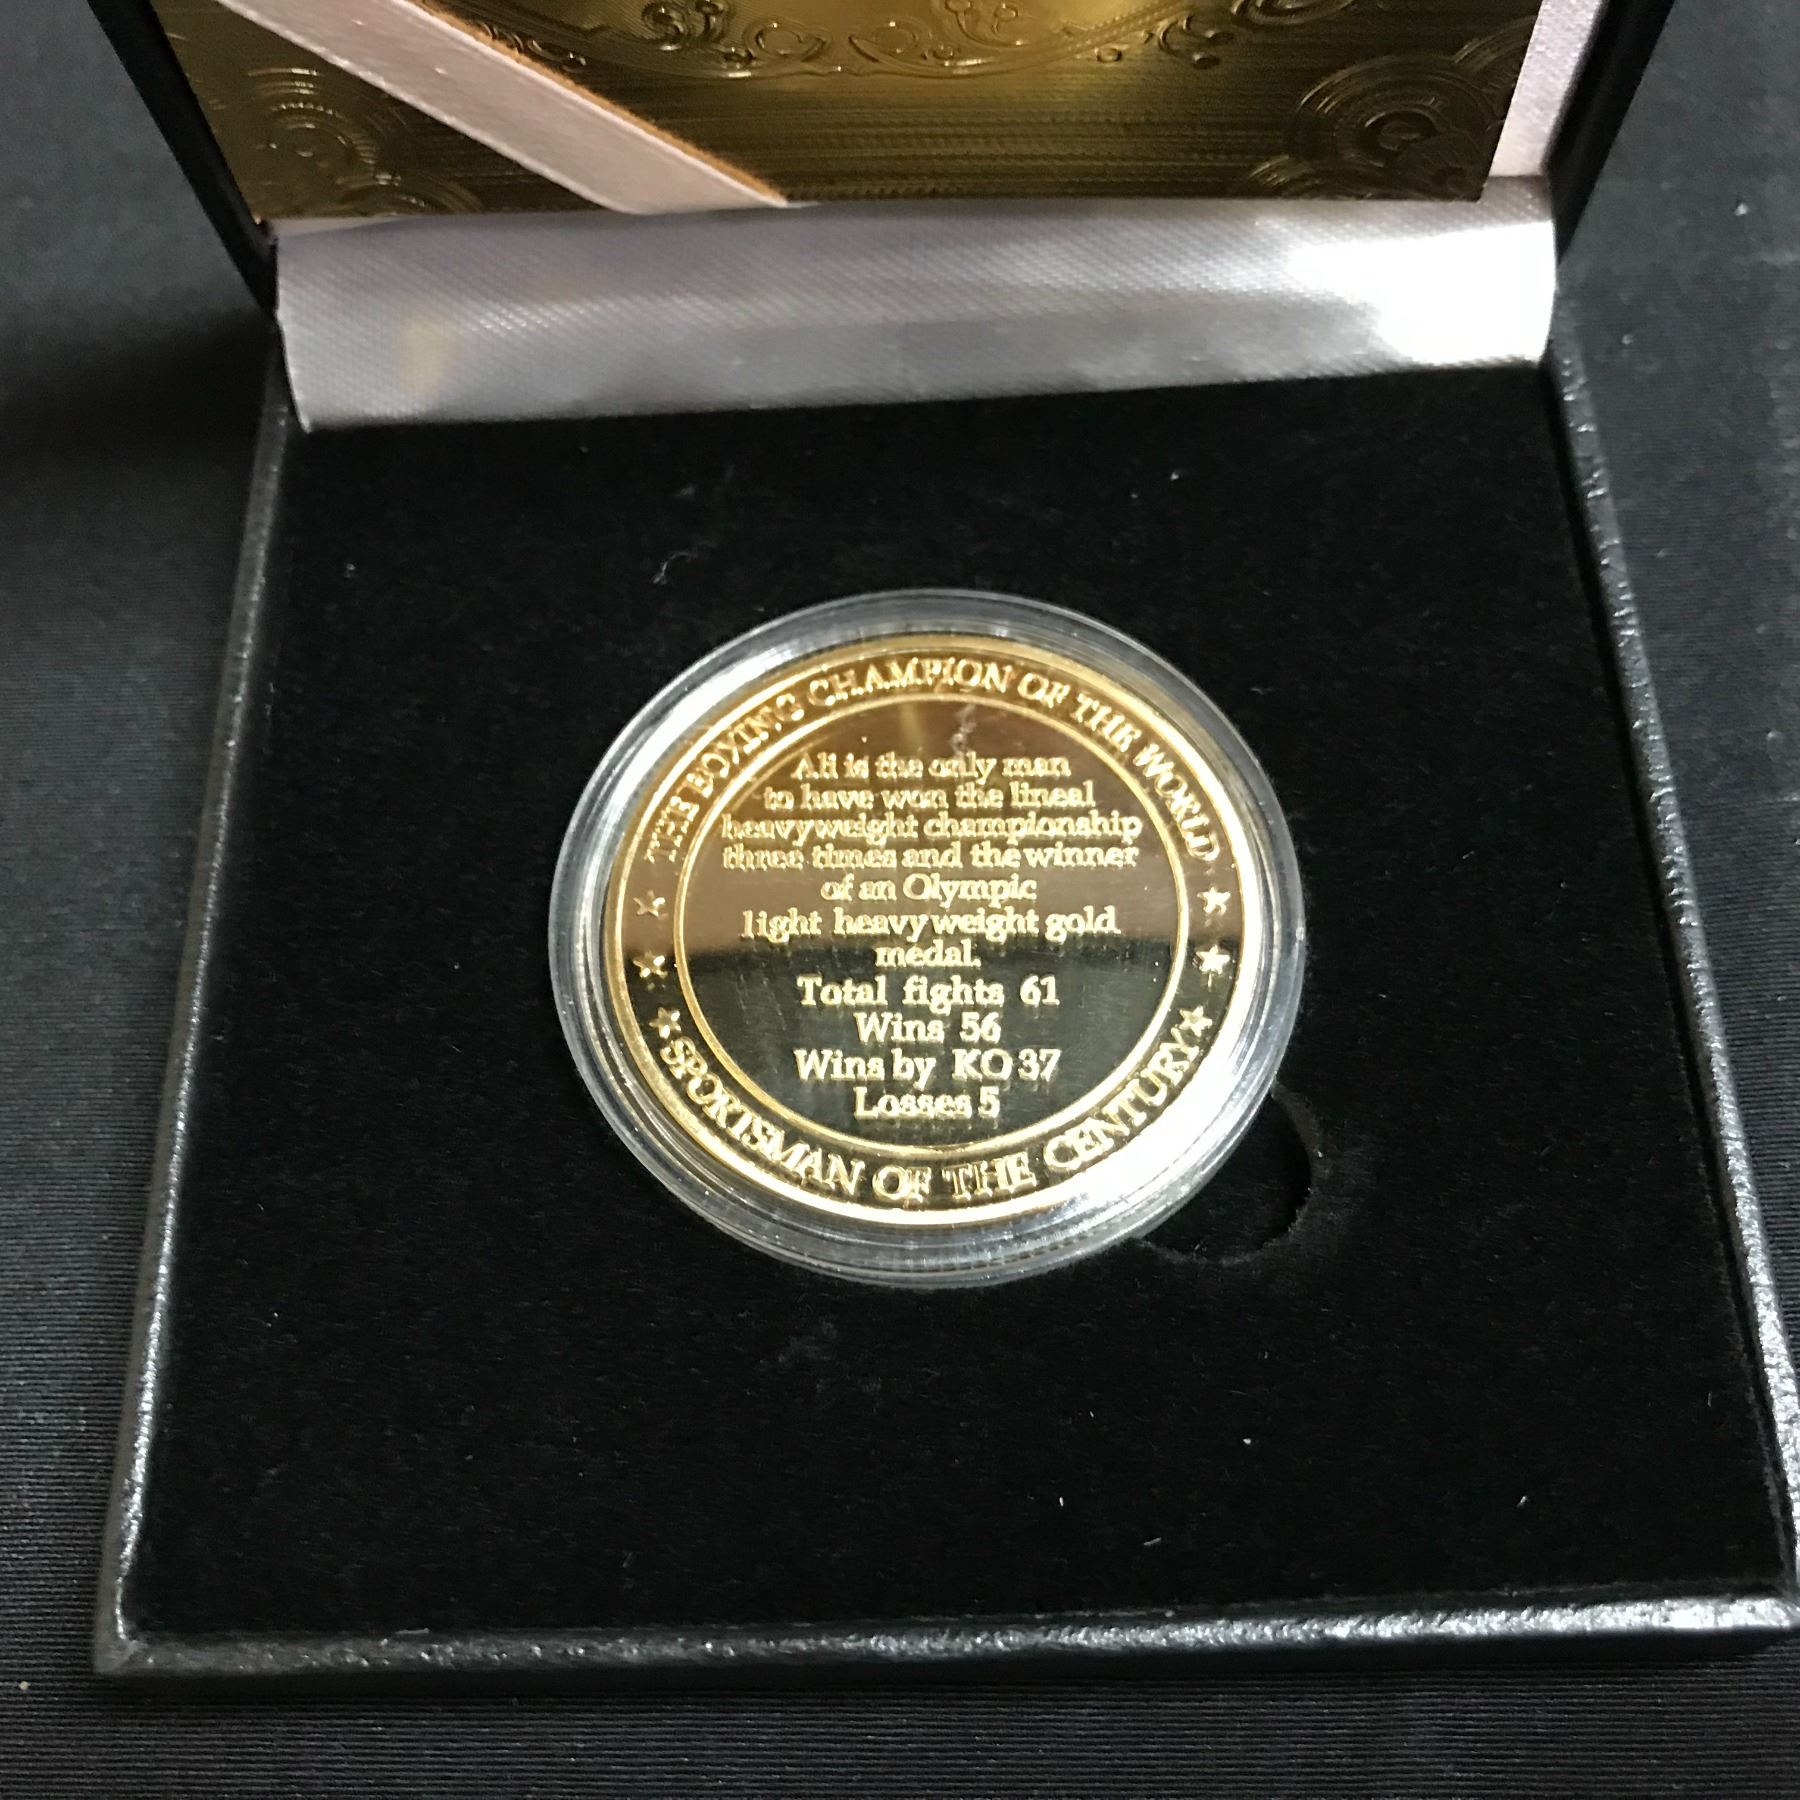 THE BOXING CHAMPION OF THE WORLD
Ali is the only man
to have won the lineal
heavyweight championship
three times and the winner
of an Olympic
light heavyweight gold
medal.
Total fights 61
Wins 56
Wins by KO 37
Losses 5
SPORTSMAN OF THE CENTURY